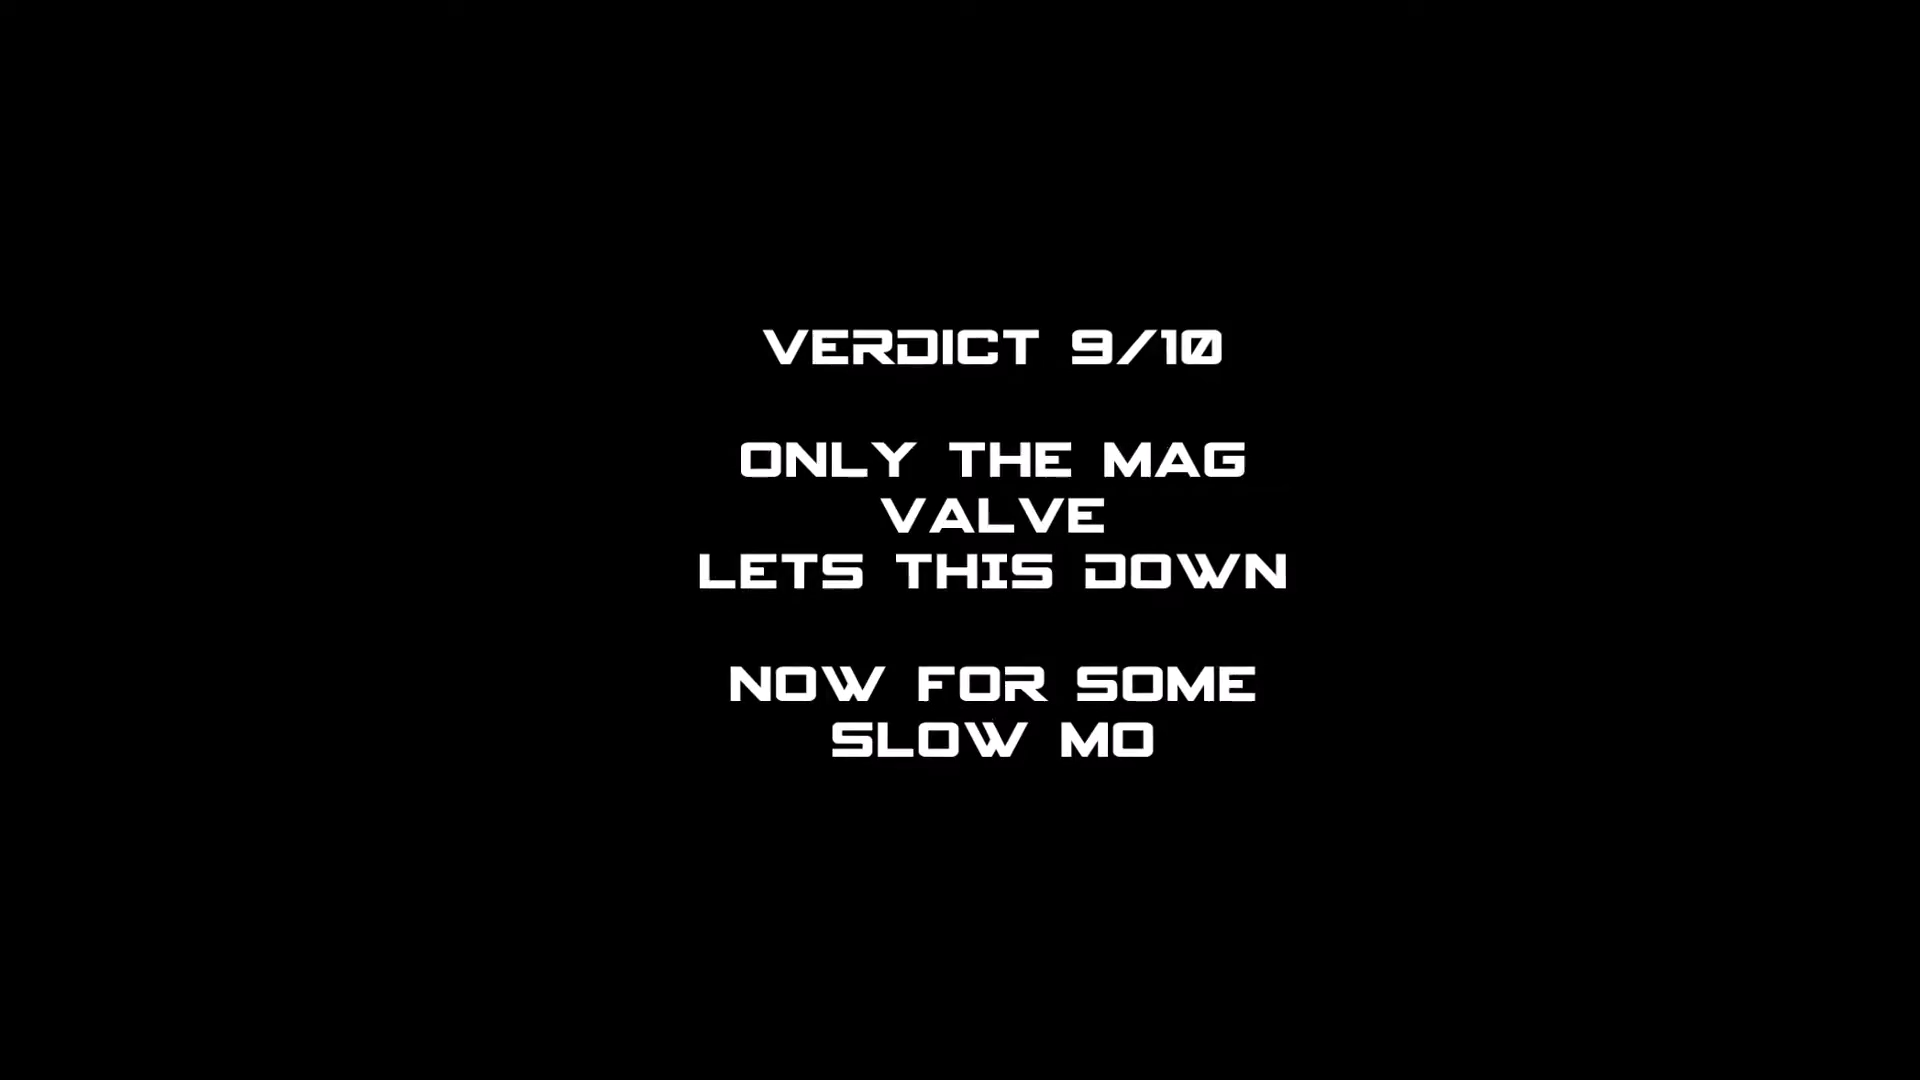 VERDICT 9/10
ONLY THE MAG
VALVE
LETS THIS DOWN
NOW FOR SOME
SLOW MO